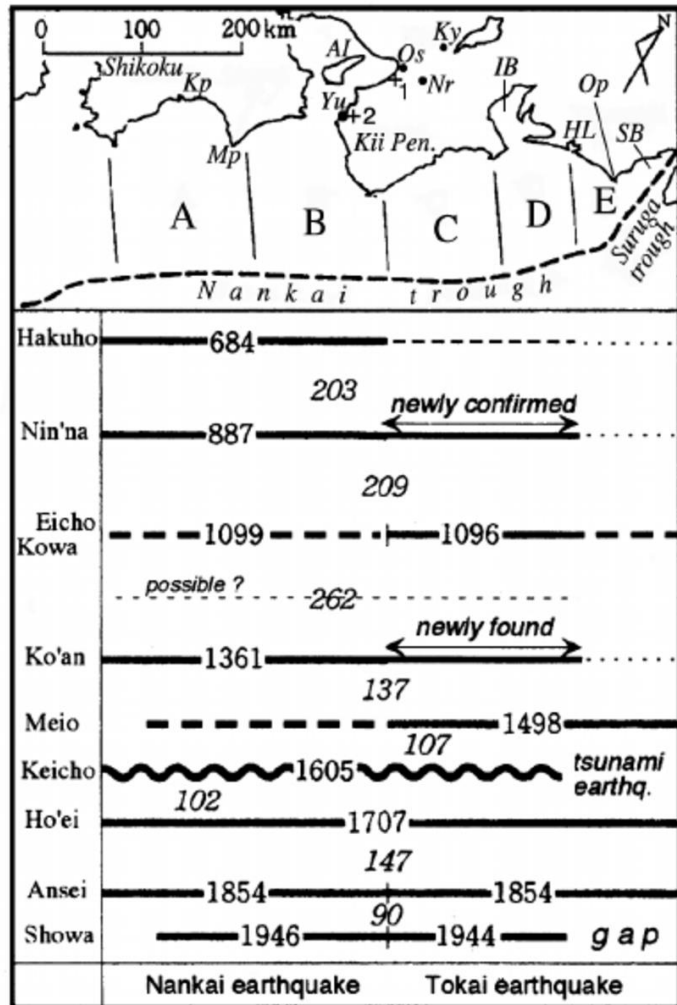 0 100 200 km
N
Shikoku
Kp
AI
Ky
Os
1
Nr
IB
Op
Yu
2
Mp
Kii Pen.
HL
SB
A
B
C
D
E
Nankai trough
Suruga trough
Hakuho 684
203
newly confirmed
Nin'na 887
209
Eicho
Kowa 1099 1096
possible ?
262
newly found
Ko'an 1361
137
Meio 1498
107
Keicho 1605 tsunami
earthq.
102
Ho'ei 1707
147
Ansei 1854 1854
90
Showa 1946 1944 gap
Nankai earthquake Tokai earthquake